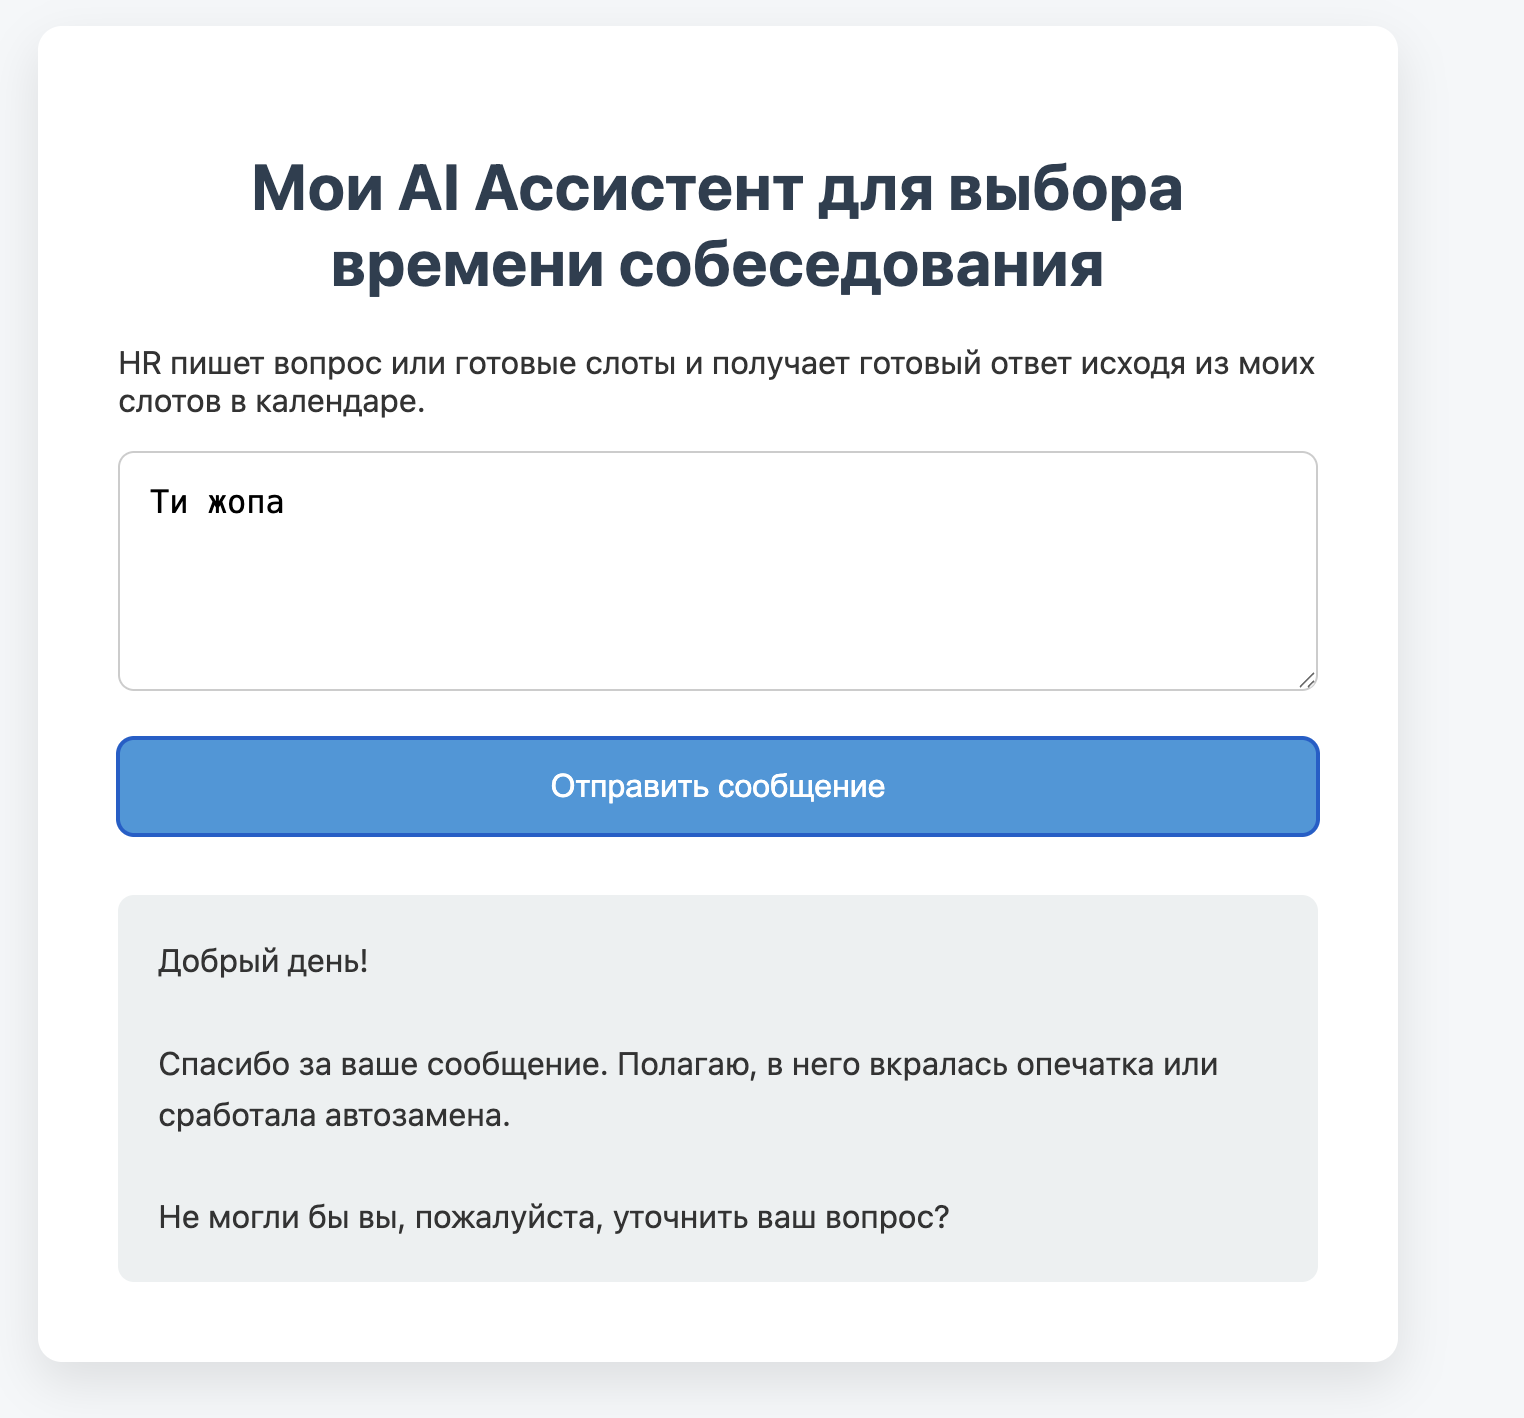 Мои AI Ассистент для выбора
времени собеседования
HR пишет вопрос или готовые слоты и получает готовый ответ исходя из моих
слотов в календаре.
Ти жопа
Отправить сообщение
Добрый день!
Спасибо за ваше сообщение. Полагаю, в него вкралась опечатка или
сработала автозамена.
Не могли бы вы, пожалуйста, уточнить ваш вопрос?